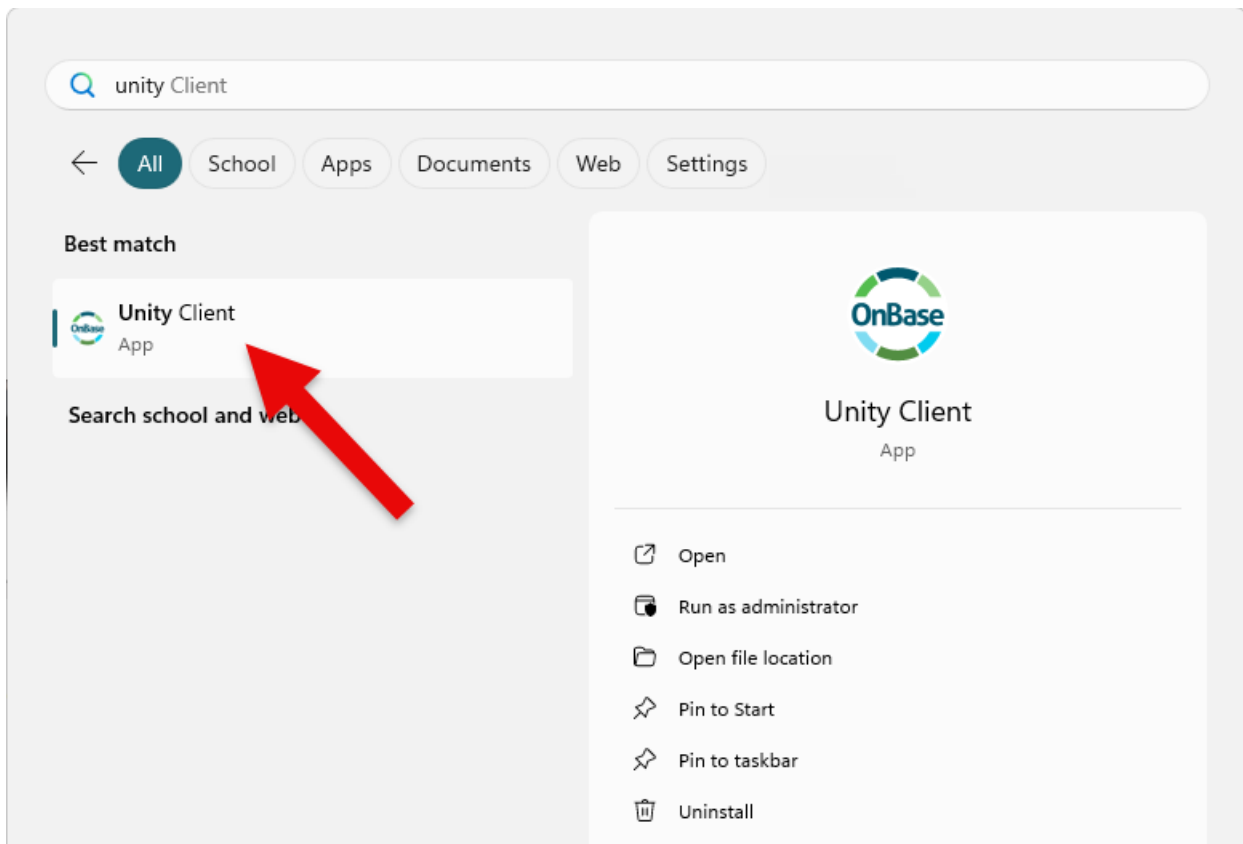 unity Client
All School Apps Documents Web Settings
Best match
OnBase
Unity Client
App
Search school and web
OnBase
Unity Client
App
Open
Run as administrator
Open file location
Pin to Start
Pin to taskbar
Uninstall